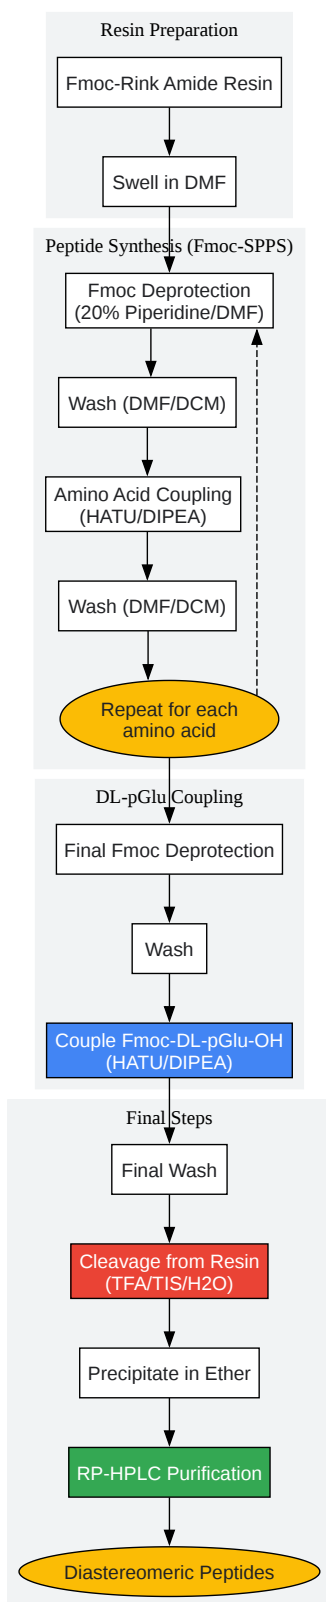 Resin Preparation
Fmoc-Rink Amide Resin
Swell in DMF
Peptide Synthesis (Fmoc-SPPS)
Fmoc Deprotection
(20% Piperidine/DMF)
Wash (DMF/DCM)
Amino Acid Coupling
(HATU/DIPEA)
Wash (DMF/DCM)
Repeat for each
amino acid
DL-pGlu Coupling
Final Fmoc Deprotection
Wash
Couple Fmoc-DL-pGlu-OH
(HATU/DIPEA)
Final Steps
Final Wash
Cleavage from Resin
(TFA/TIS/H2O)
Precipitate in Ether
RP-HPLC Purification
Diastereomeric Peptides